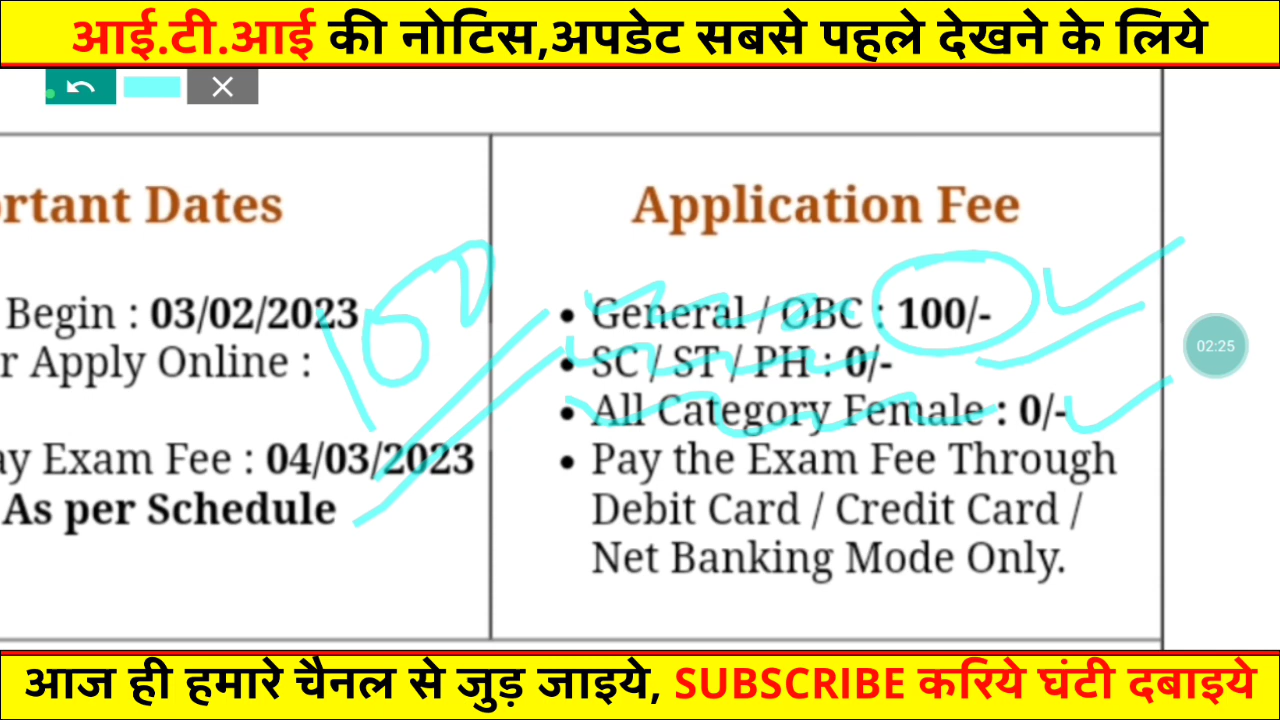 आई.टी.आई की नोटिस,अपडेट सबसे पहले देखने के लिये
rtant Dates
Begin : 03/02/2023
r Apply Online :
ay Exam Fee : 04/03/2023
As per Schedule
Application Fee
• General / OBC : 100/-
• SC / ST / PH : 0/-
• All Category Female : 0/-
• Pay the Exam Fee Through
Debit Card / Credit Card /
Net Banking Mode Only.
02:25
आज ही हमारे चैनल से जुड़ जाइये, SUBSCRIBE करिये घंटी दबाइये